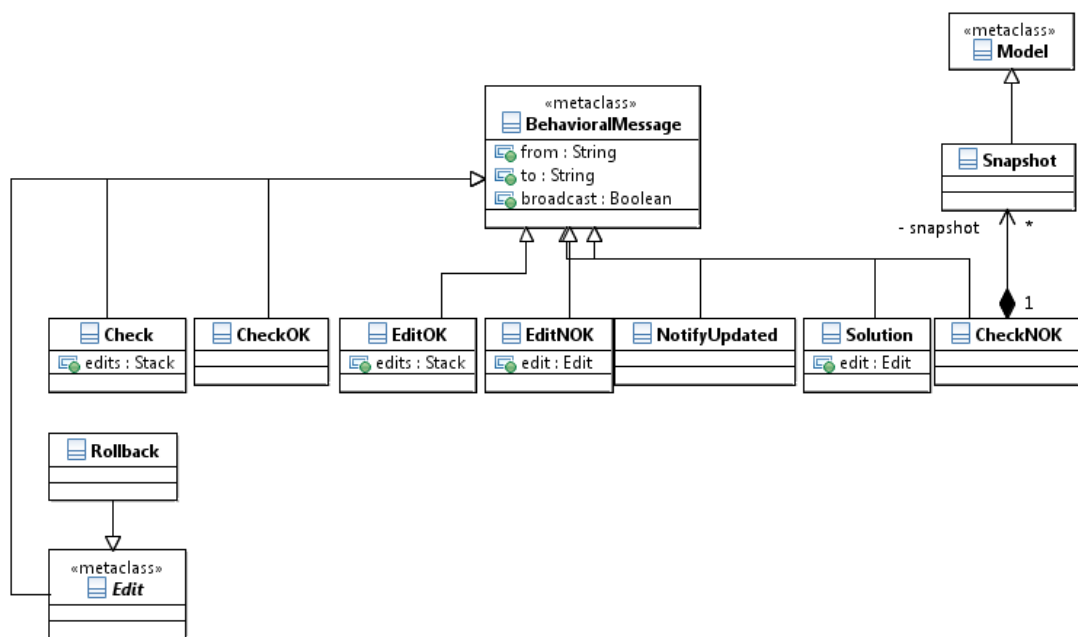 «metaclass»
Model
«metaclass»
BehavioralMessage
from : String
to : String
broadcast : Boolean
Snapshot
- snapshot
*
1
Check
edits : Stack
CheckOK
EditOK
edits : Stack
EditNOK
edit : Edit
NotifyUpdated
Solution
edit : Edit
CheckNOK
Rollback
«metaclass»
Edit